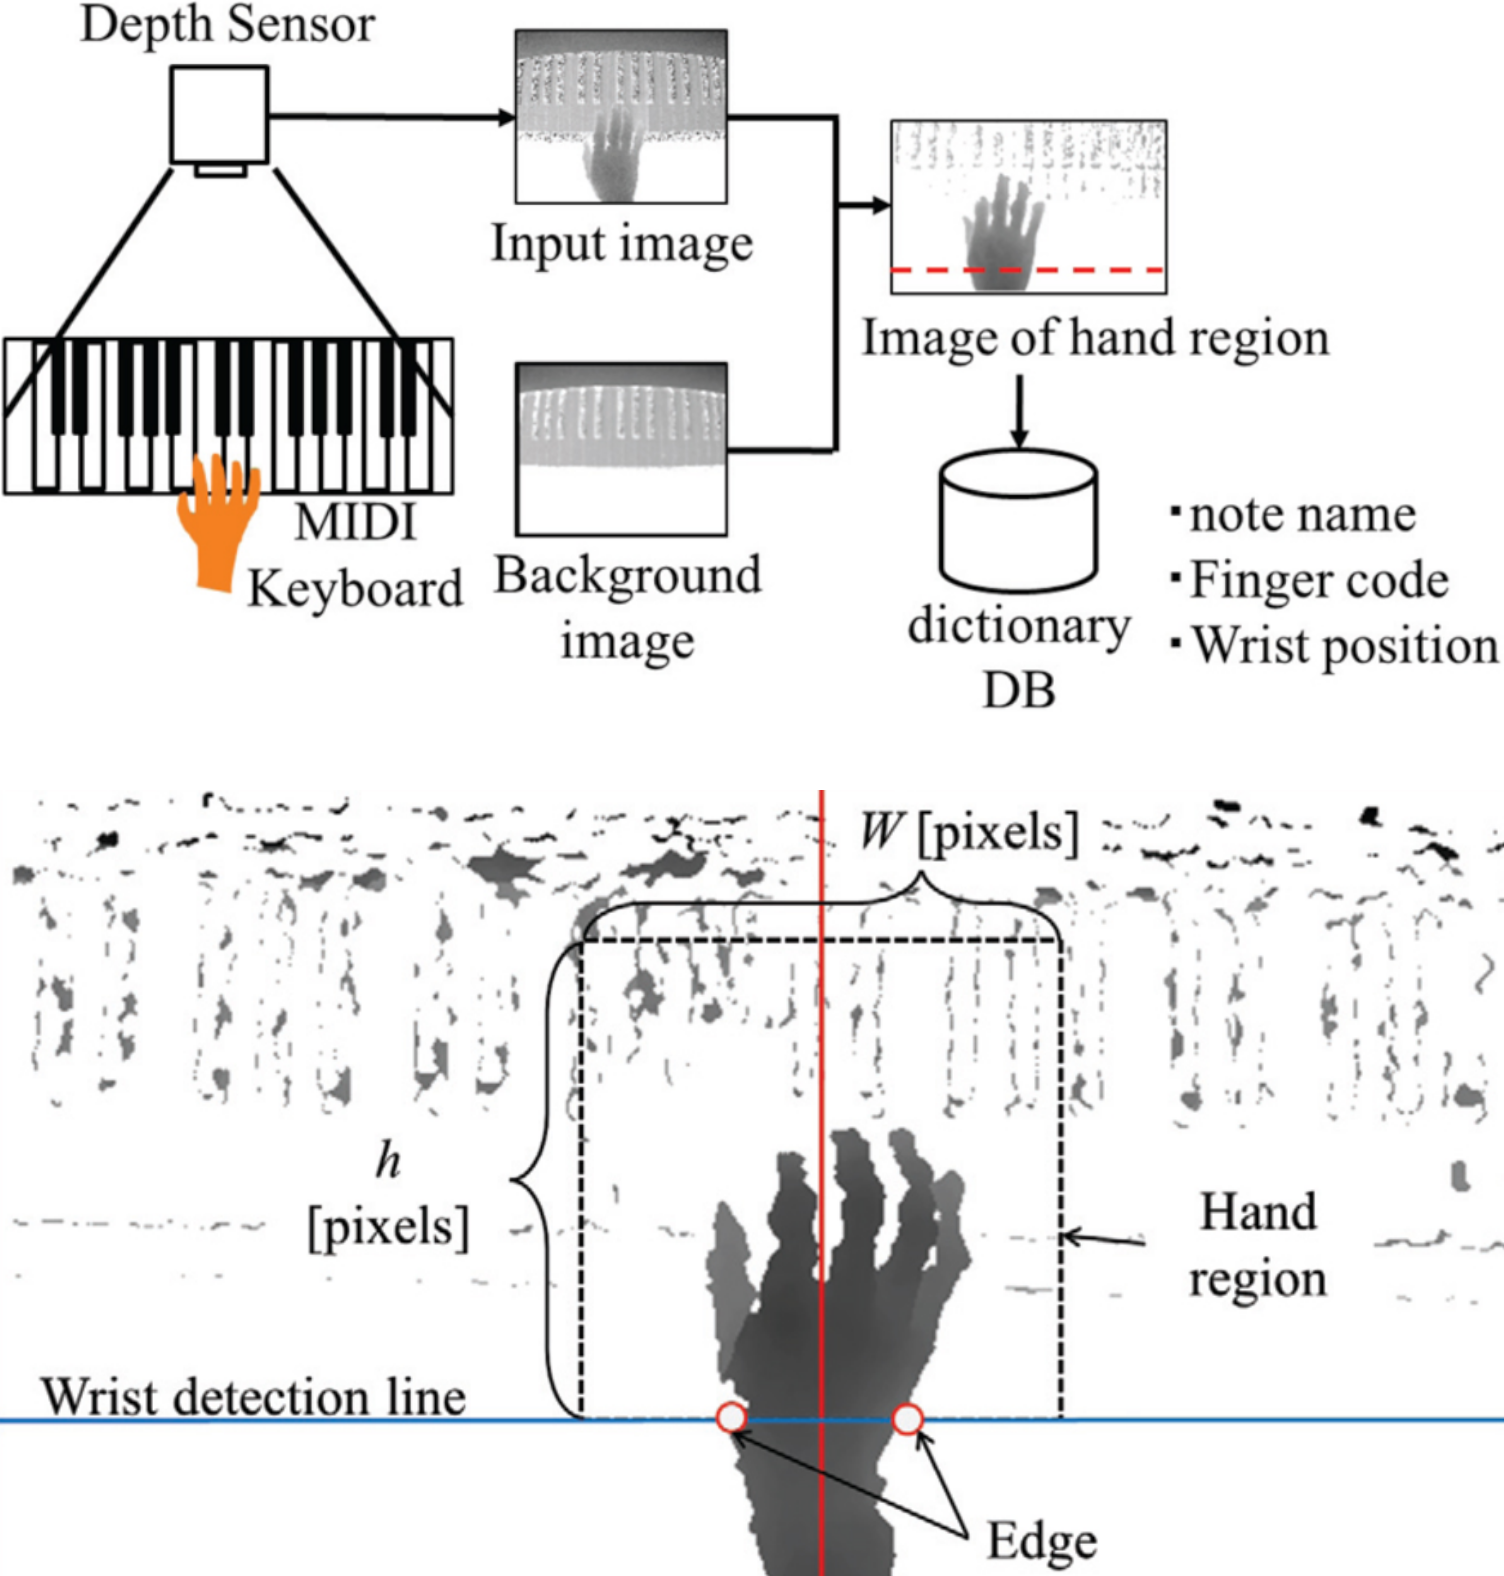 Depth Sensor
Input image
Image of hand region
MIDI
Keyboard
Background
image
dictionary
DB
・note name
・Finger code
・Wrist position
W [pixels]
h
[pixels]
Hand
region
Wrist detection line
Edge